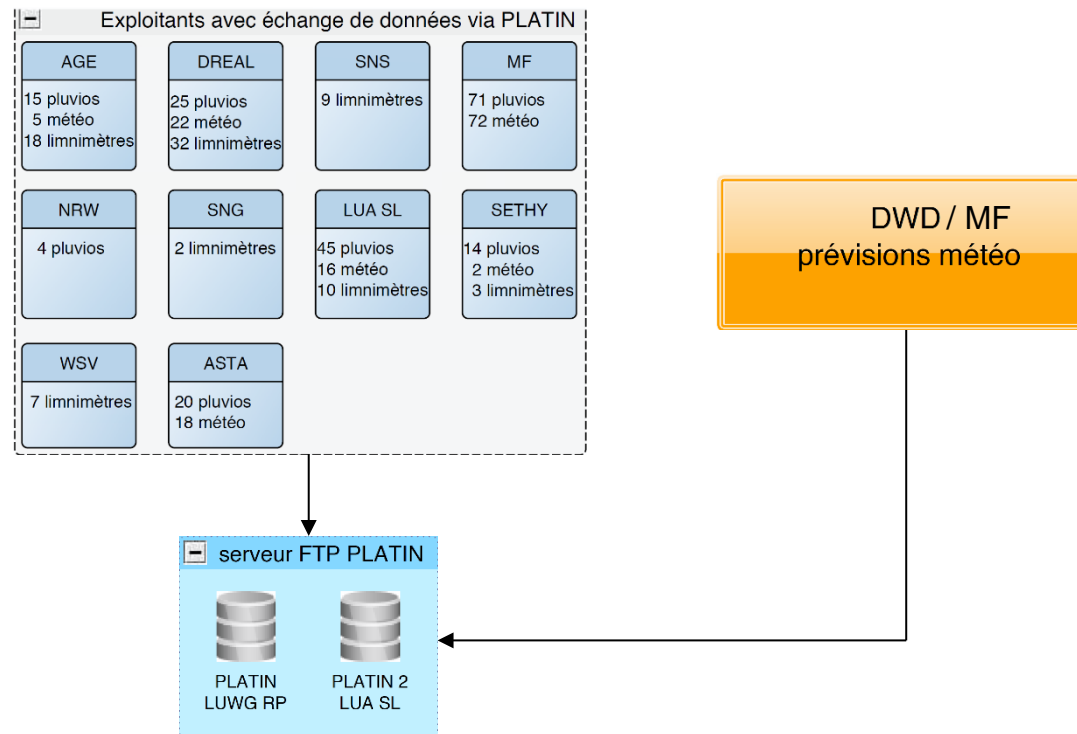 Exploitants avec échange de données via PLATIN
AGE
15 pluvios
5 météo
18 limnimètres
DREAL
25 pluvios
22 météo
32 limnimètres
SNS
9 limnimètres
MF
71 pluvios
72 météo
NRW
4 pluvios
SNG
2 limnimètres
LUA SL
45 pluvios
16 météo
10 limnimètres
SETHY
14 pluvios
2 météo
3 limnimètres
WSV
7 limnimètres
ASTA
20 pluvios
18 météo
DWD / MF
prévisions météo
serveur FTP PLATIN
PLATIN
LUWG RP
PLATIN 2
LUA SL